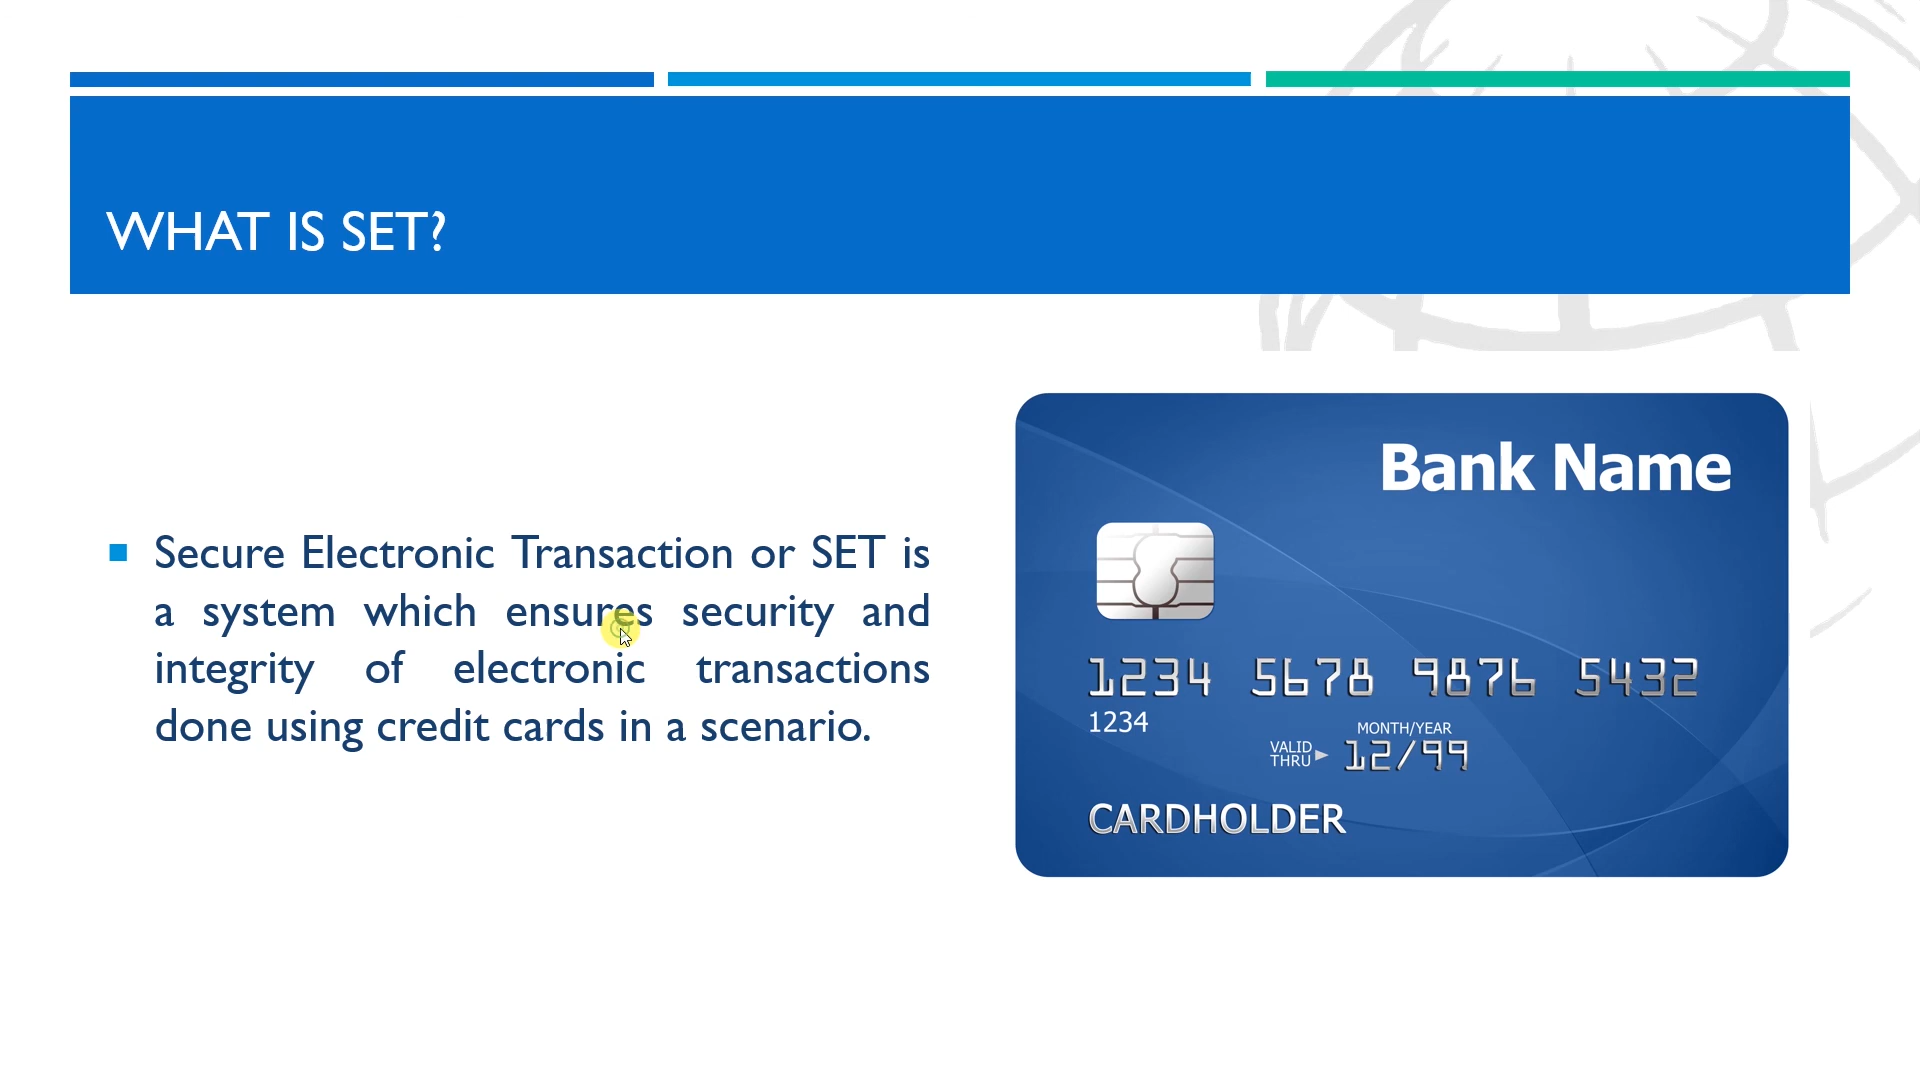 WHAT IS SET?
Secure Electronic Transaction or SET is
a system which ensures security and
integrity of electronic transactions
done using credit cards in a scenario.
Bank Name
1234 5678 9876 5432
1234
MONTH/YEAR
VALID
THRU
12/99
CARDHOLDER